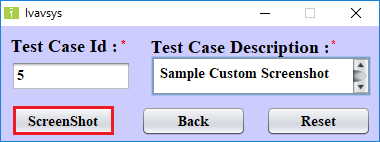 Ivavsys
Test Case Id : *
Test Case Description : *
5
Sample Custom Screenshot
ScreenShot
Back
Reset